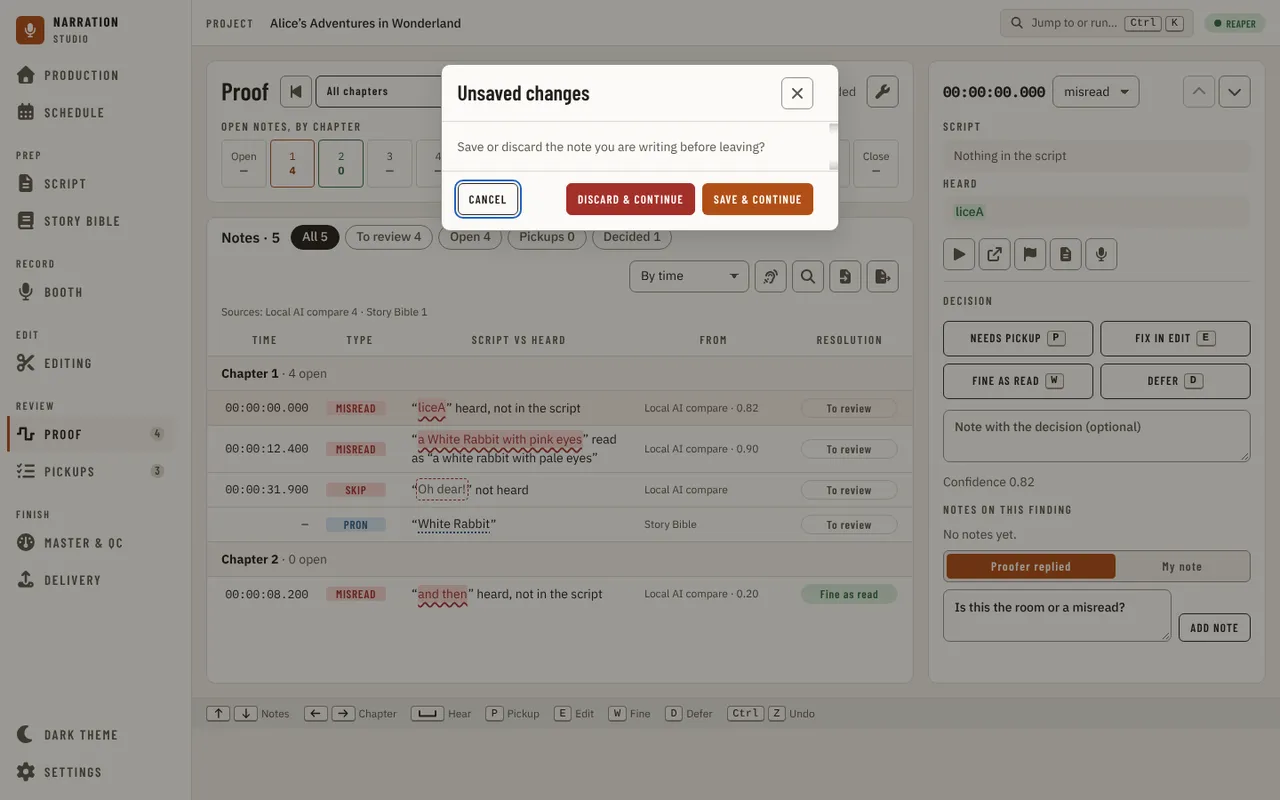 NARRATION
STUDIO
PRODUCTION
SCHEDULE
PREP
SCRIPT
STORY BIBLE
RECORD
BOOTH
EDIT
EDITING
REVIEW
PROOF 4
PICKUPS 3
FINISH
MASTER & QC
DELIVERY
DARK THEME
SETTINGS
PROJECT Alice's Adventures in Wonderland
Jump to or run... Ctrl K
REAPER
Proof All chapters
OPEN NOTES, BY CHAPTER
Open 1 2 3 4 Close
– 4 0 – – –
Unsaved changes
Save or discard the note you are writing before leaving?
CANCEL DISCARD & CONTINUE SAVE & CONTINUE
Notes · 5 All 5 To review 4 Open 4 Pickups 0 Decided 1
By time
Sources: Local AI compare 4 · Story Bible 1
TIME TYPE SCRIPT VS HEARD FROM RESOLUTION
Chapter 1 · 4 open
00:00:00.000 MISREAD “liceA” heard, not in the script Local AI compare · 0.82 To review
00:00:12.400 MISREAD “a White Rabbit with pink eyes” read
as “a white rabbit with pale eyes” Local AI compare · 0.90 To review
00:00:31.900 SKIP “Oh dear!” not heard Local AI compare To review
– PRON “White Rabbit” Story Bible To review
Chapter 2 · 0 open
00:00:08.200 MISREAD “and then” heard, not in the script Local AI compare · 0.20 Fine as read
↑ ↓ Notes ← → Chapter Hear P Pickup E Edit W Fine D Defer Ctrl Z Undo
00:00:00.000 misread
SCRIPT
Nothing in the script
HEARD
liceA
DECISION
NEEDS PICKUP P FIX IN EDIT E
FINE AS READ W DEFER D
Note with the decision (optional)
Confidence 0.82
NOTES ON THIS FINDING
No notes yet.
Proofer replied My note
Is this the room or a misread?
ADD NOTE